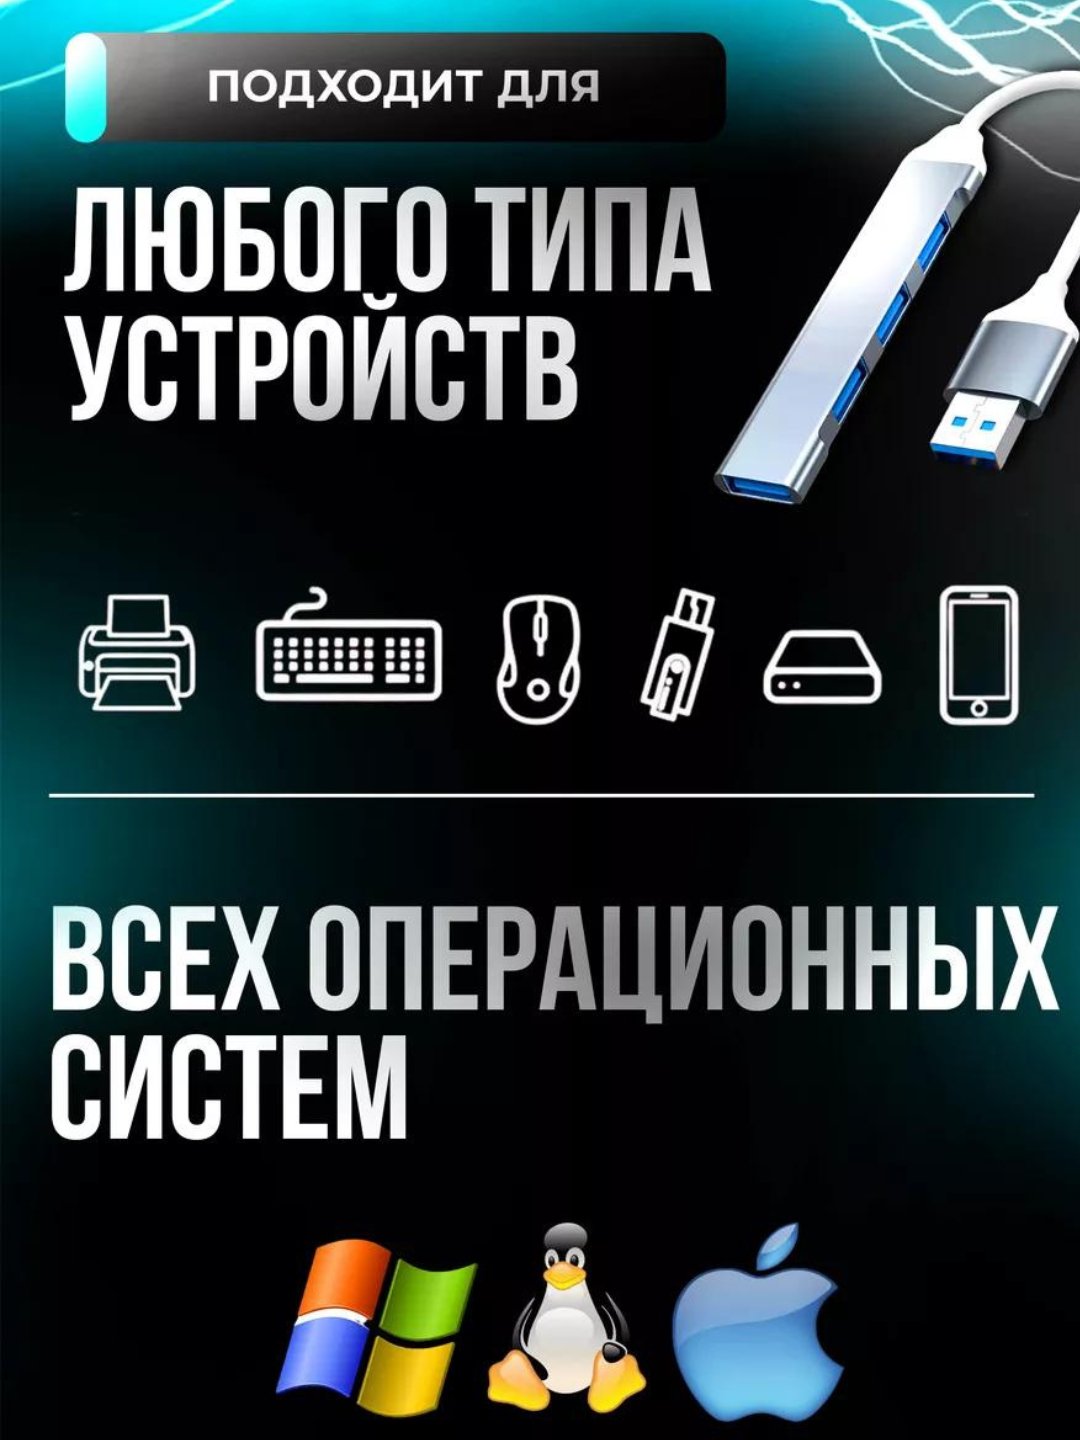 ПОДХОДИТ ДЛЯ
ЛЮБОГО ТИПА
УСТРОЙСТВ
ВСЕХ ОПЕРАЦИОННЫХ
СИСТЕМ